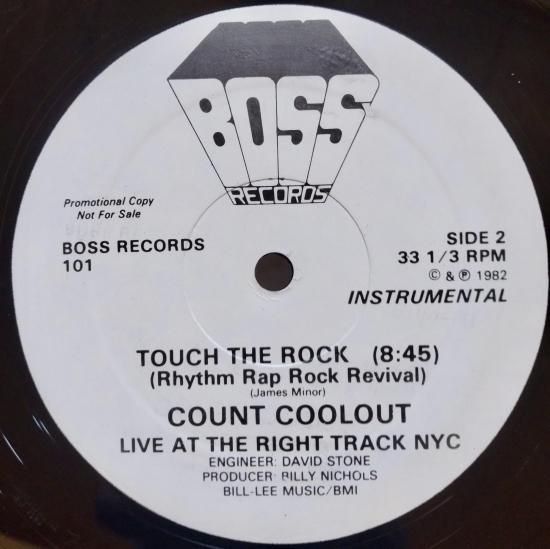 BOSS
RECORDS
Promotional Copy
Not For Sale
BOSS RECORDS
101
SIDE 2
33 1/3 RPM
© & ℗ 1982
INSTRUMENTAL
TOUCH THE ROCK (8:45)
(Rhythm Rap Rock Revival)
(James Minor)
COUNT COOLOUT
LIVE AT THE RIGHT TRACK NYC
ENGINEER: DAVID STONE
PRODUCER: BILLY NICHOLS
BILL-LEE MUSIC/BMI